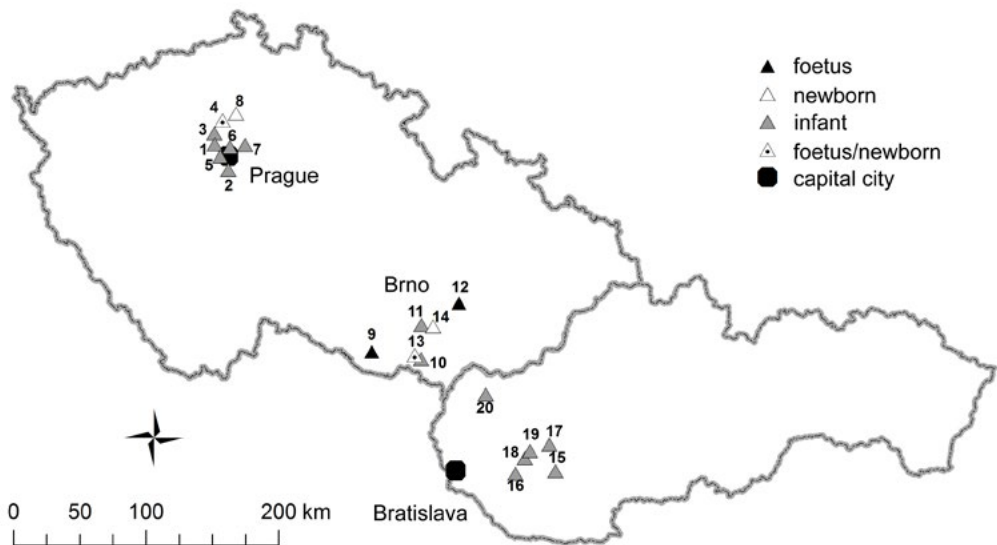 foetus
newborn
infant
foetus/newborn
capital city
4 8
3
6
1 7
5
Prague
2
Brno 12
11
14
9 13
10
20
17
19
18 15
16
Bratislava
0 50 100 200 km